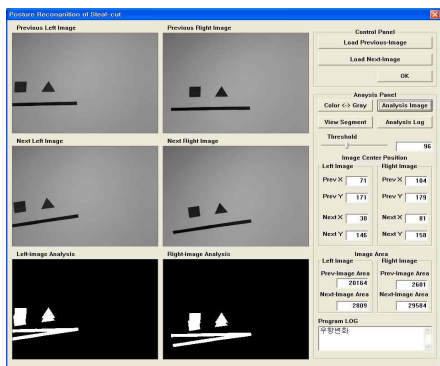 Posture Reconanition of Steal-cut
Previous Left Image
Previous Right Image
Next Left Image
Next Right Image
Left-Image Analysis
Right-Image Analysis
Control Panel
Load Previous-Image
Load Next-Image
OK
Anaysis Panel
Color <-> Gray
Analysis Image
View Segment
Analysis Log
Threshold
96
Image Center Position
Left Image
Right Image
Prev X 71
Prev X 184
Prev Y 171
Prev Y 179
Next X 30
Next X 81
Next Y 146
Next Y 158
Image Area
Left Image
Right Image
Prev-Image Area
Prev-Image Area
20164
2601
Next-Image Area
Next-Image Area
2809
29584
Program LOG
우향변화